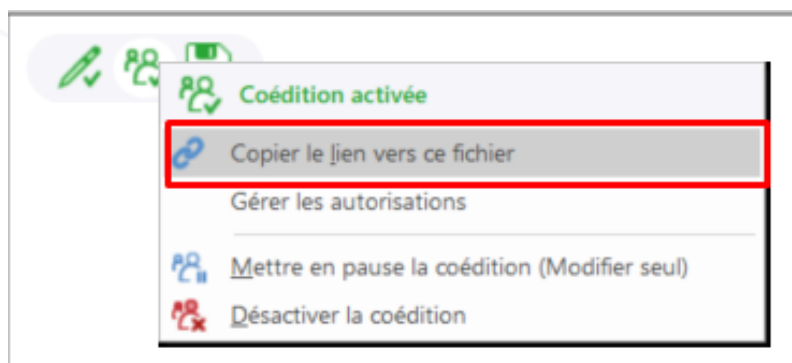 Coédition activée
Copier le lien vers ce fichier
Gérer les autorisations
Mettre en pause la coédition (Modifier seul)
Désactiver la coédition